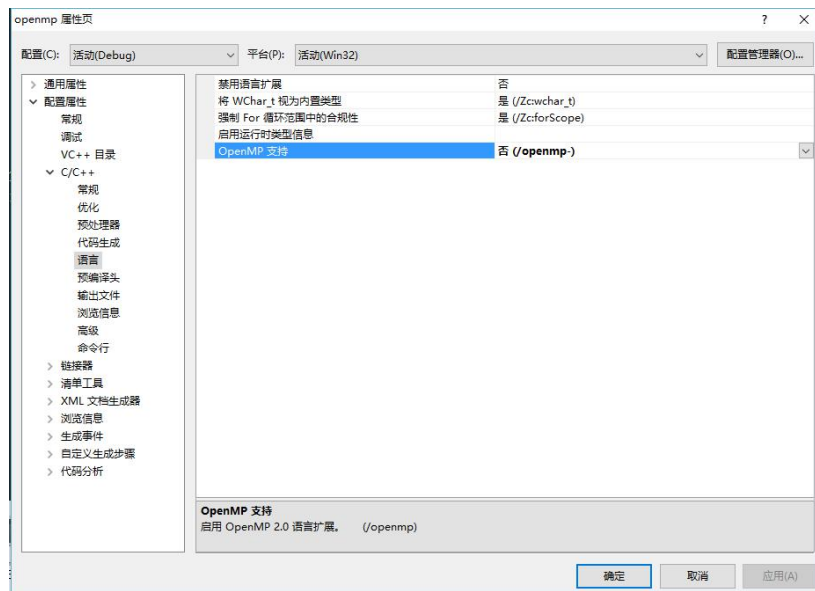 openmp 属性页
? ×
配置(C): 活动(Debug) 平台(P): 活动(Win32) 配置管理器(O)...
通用属性
配置属性
常规
调试
VC++ 目录
C/C++
常规
优化
预处理器
代码生成
语言
预编译头
输出文件
浏览信息
高级
命令行
链接器
清单工具
XML 文档生成器
浏览信息
生成事件
自定义生成步骤
代码分析
禁用语言扩展 否
将 WChar_t 视为内置类型 是 (/Zc:wchar_t)
强制 For 循环范围中的合规性 是 (/Zc:forScope)
启用运行时类型信息
OpenMP 支持 否 (/openmp-)
OpenMP 支持
启用 OpenMP 2.0 语言扩展。 (/openmp)
确定 取消 应用(A)